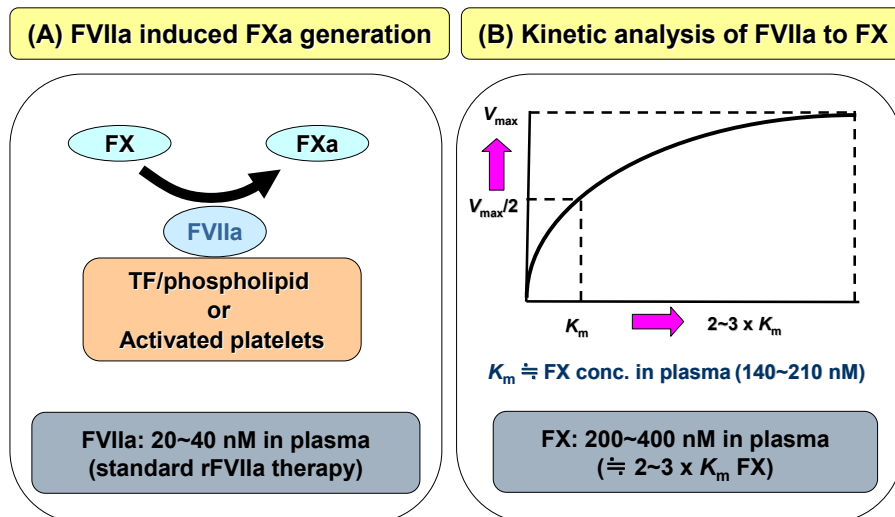 (A) FVIIa induced FXa generation
FX
FXa
FVIIa
TF/phospholipid
or
Activated platelets
FVIIa: 20~40 nM in plasma
(standard rFVIIa therapy)
(B) Kinetic analysis of FVIIa to FX
Vmax
Vmax/2
Km
2~3 x Km
Km ≒ FX conc. in plasma (140~210 nM)
FX: 200~400 nM in plasma
(≒ 2~3 x Km FX)